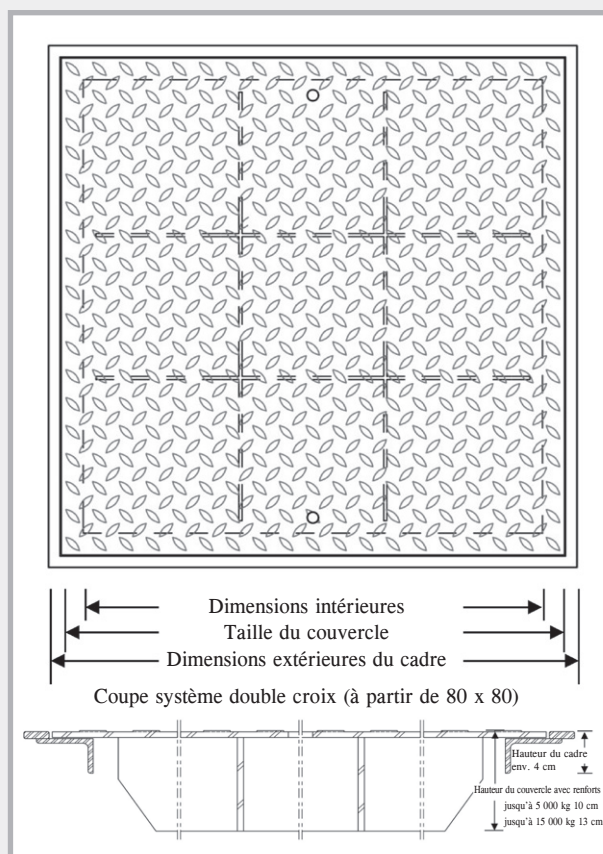 Dimensions intérieures
Taille du couvercle
Dimensions extérieures du cadre
Coupe système double croix (à partir de 80 x 80)
Hauteur du cadre
env. 4 cm
Hauteur du couvercle avec renforts
jusqu'à 5 000 kg 10 cm
jusqu'à 15 000 kg 13 cm